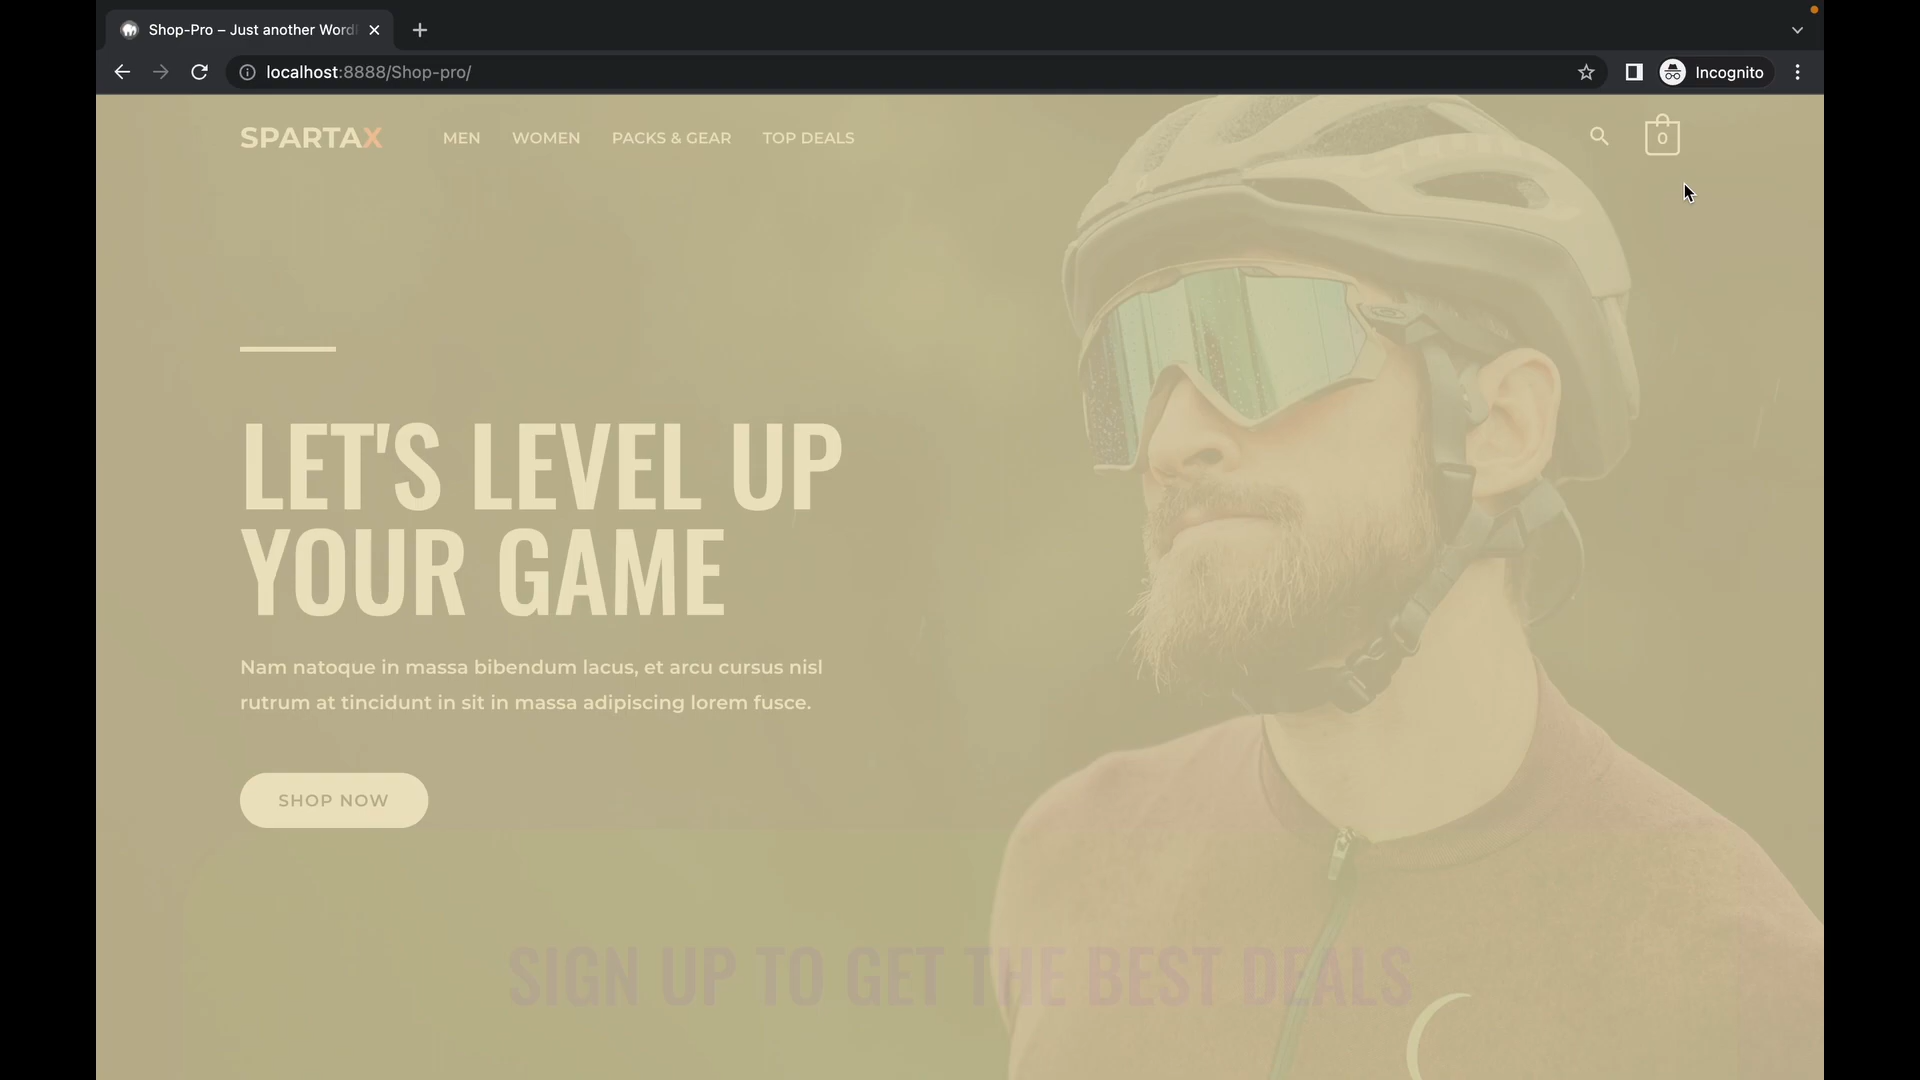 Shop-Pro – Just another Word
localhost:8888/Shop-pro/
Incognito
SPARTAX
MEN WOMEN PACKS & GEAR TOP DEALS
0
LET'S LEVEL UP
YOUR GAME
Nam natoque in massa bibendum lacus, et arcu cursus nisl
rutrum at tincidunt in sit in massa adipiscing lorem fusce.
SHOP NOW
SIGN UP TO GET THE BEST DEALS